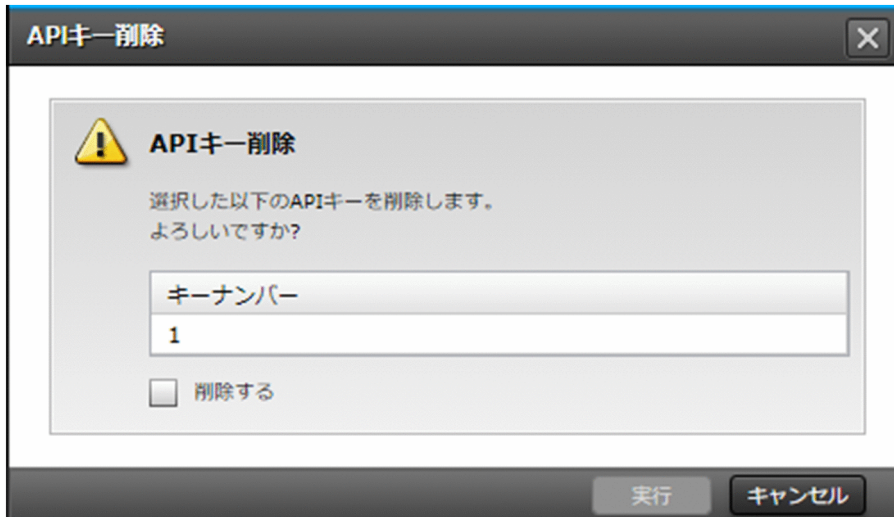 APIキー削除
APIキー削除
選択した以下のAPIキーを削除します。
よろしいですか?
キーナンバー
1
削除する
実行
キャンセル